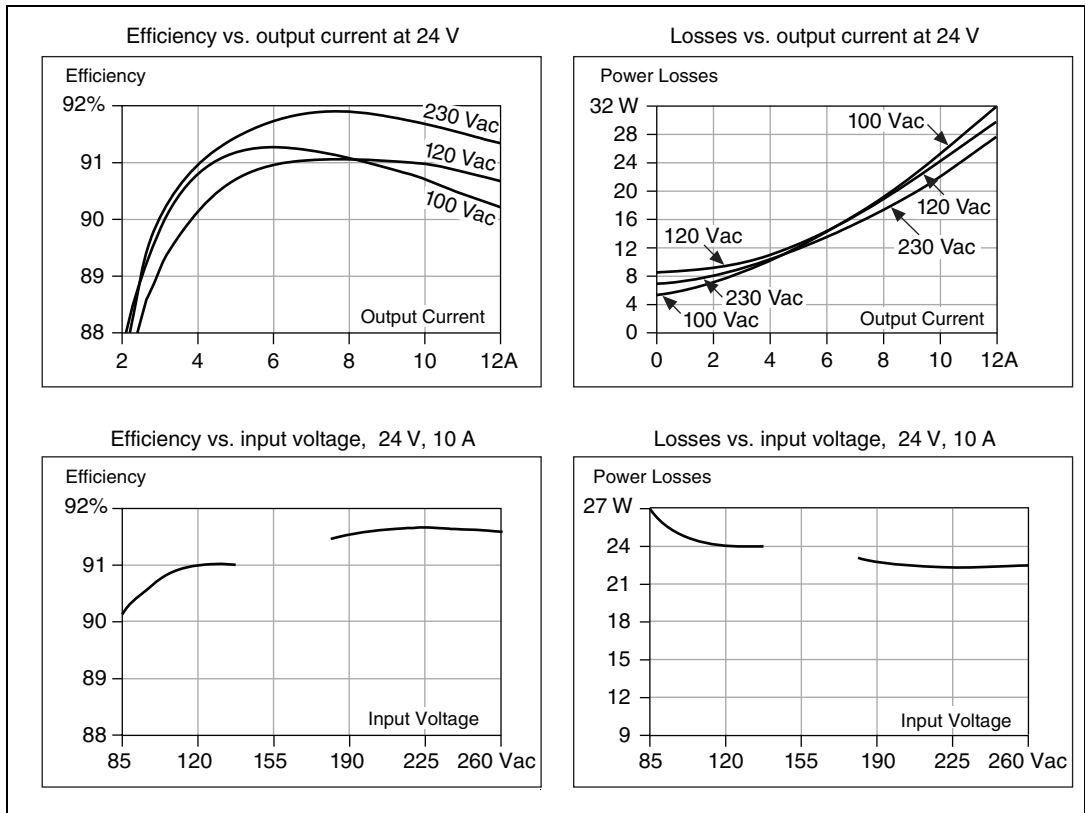 Efficiency vs. output current at 24 V
Efficiency
92%
91
90
89
88
2 4 6 8 10 12A
Output Current
230 Vac
120 Vac
100 Vac
Losses vs. output current at 24 V
Power Losses
32 W
28
24
20
16
12
8
4
0
0 2 4 6 8 10 12A
Output Current
100 Vac
120 Vac
230 Vac
120 Vac
230 Vac
100 Vac
Efficiency vs. input voltage, 24 V, 10 A
Efficiency
92%
91
90
89
88
85 120 155 190 225 260 Vac
Input Voltage
Losses vs. input voltage, 24 V, 10 A
Power Losses
27 W
24
21
18
15
12
9
85 120 155 190 225 260 Vac
Input Voltage